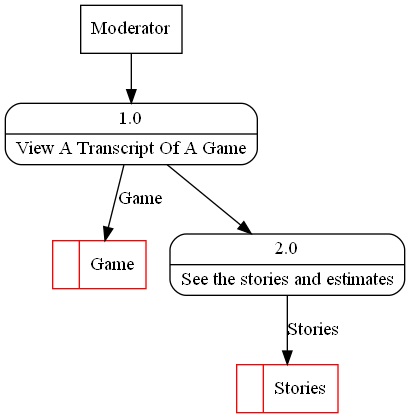 Moderator
1.0
View A Transcript Of A Game
Game
Game
2.0
See the stories and estimates
Stories
Stories